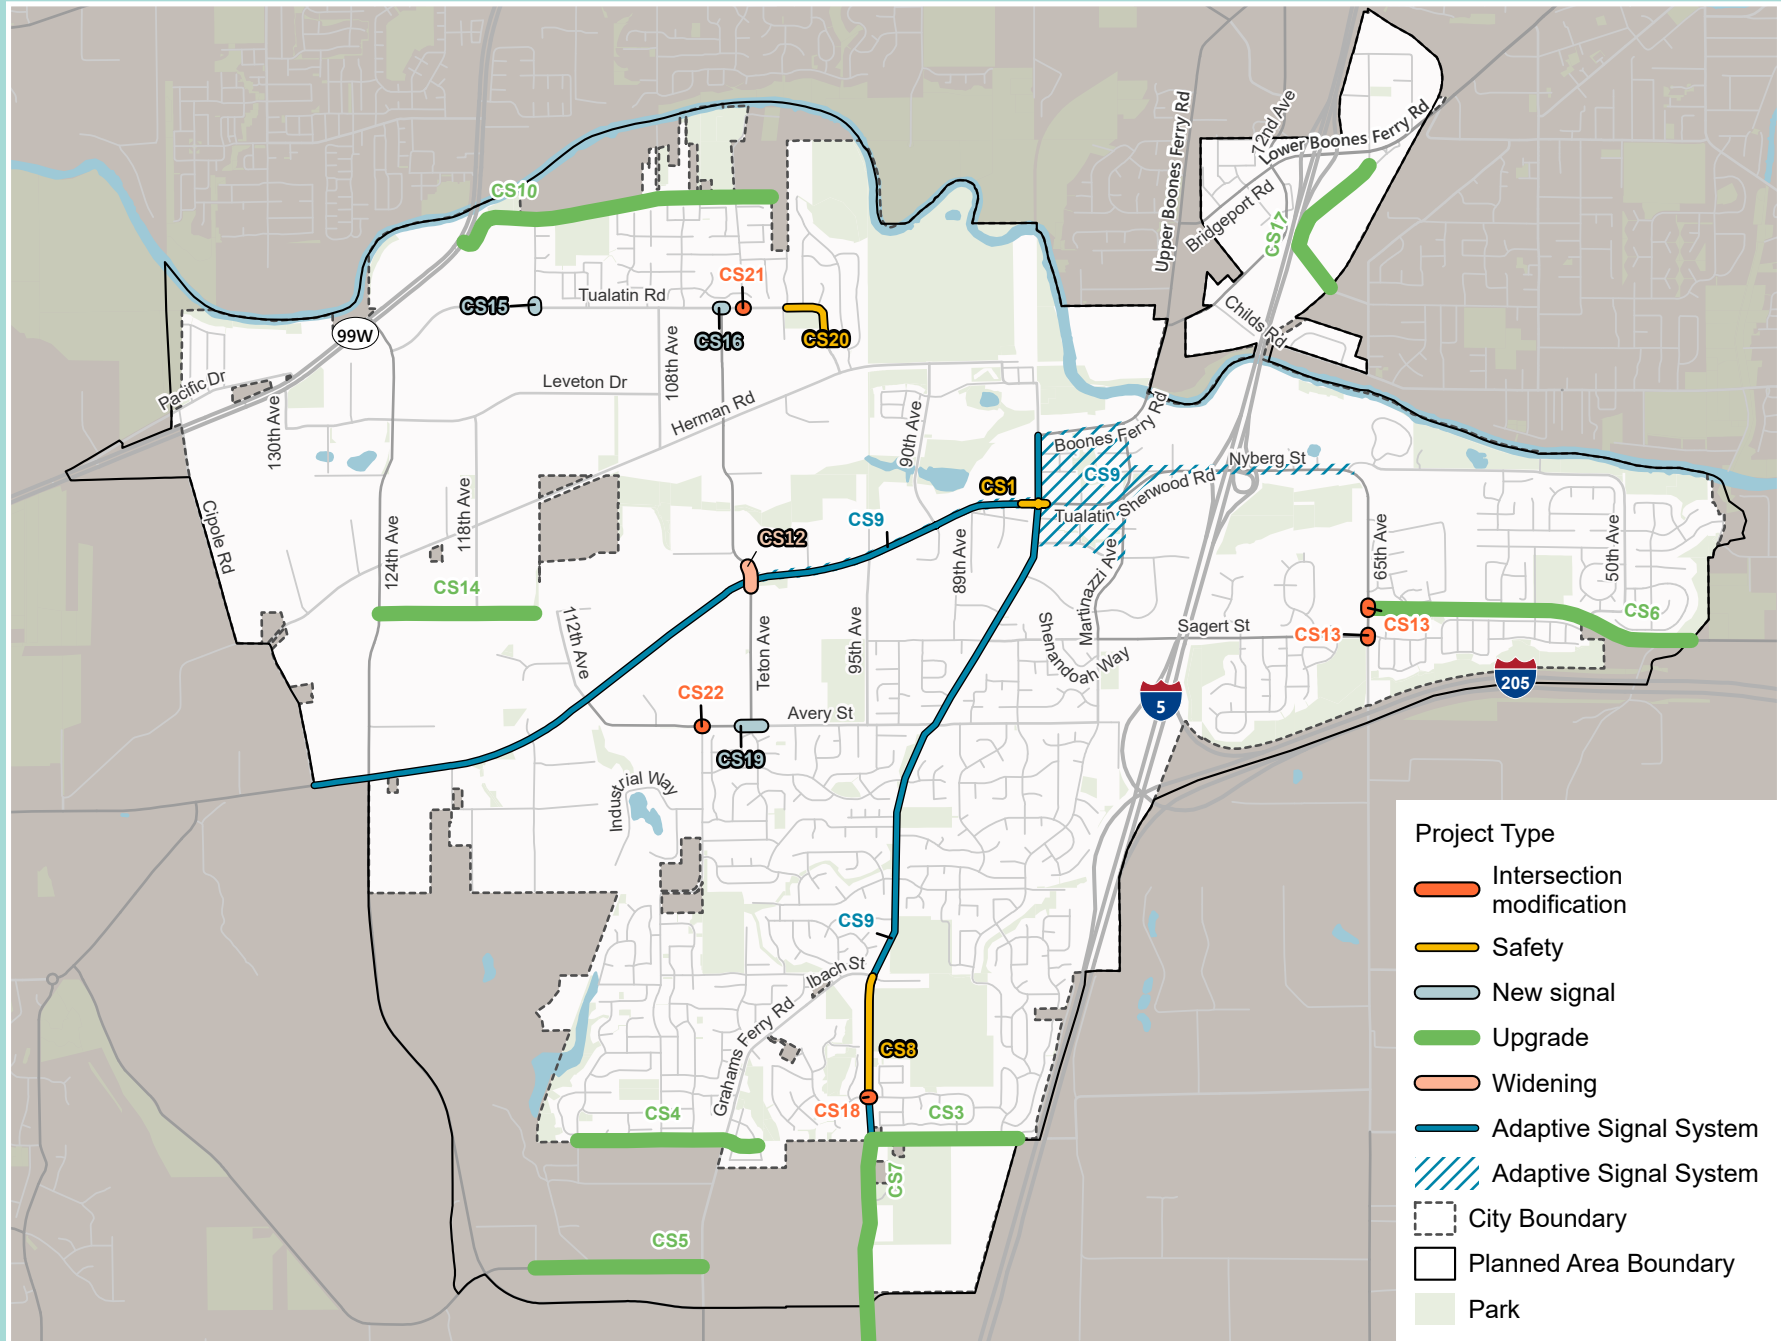 Upper Boones Ferry Rd
72nd Ave
Lower Boones Ferry Rd
Bridgeport Rd
CS17
Childs Rd
CS10
CS21
Tualatin Rd
CS15
CS16
CS20
99W
108th Ave
Leveton Dr
Pacific Dr
Herman Rd
130th Ave
90th Ave
Boones Ferry Rd
Nyberg St
CS9
CS1
Tualatin Sherwood Rd
CS9
Cipole Rd
118th Ave
124th Ave
CS12
89th Ave
Martinazzi Ave
65th Ave
50th Ave
CS14
CS6
CS13
CS13
Sagert St
112th Ave
Teton Ave
95th Ave
Shenandoah Way
205
5
CS22
Avery St
CS19
Industrial Way
CS9
Ibach St
Grahams Ferry Rd
CS8
CS18
CS4
CS3
CS7
CS5
Project Type
Intersection
modification
Safety
New signal
Upgrade
Widening
Adaptive Signal System
Adaptive Signal System
City Boundary
Planned Area Boundary
Park